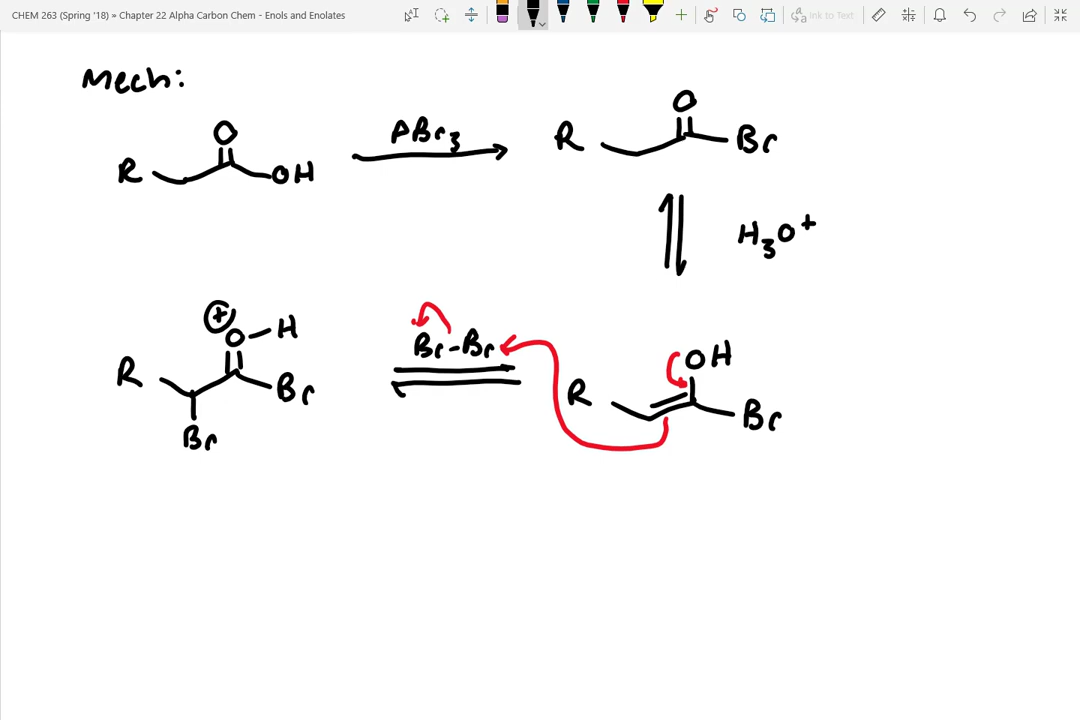 CHEM 263 (Spring '18) » Chapter 22 Alpha Carbon Chem - Enols and Enolates
Ink to Text
Mech:
O
R OH
PBr3
O
R Br
H3O+
+
O-H
R Br
Br
Br-Br
OH
R Br